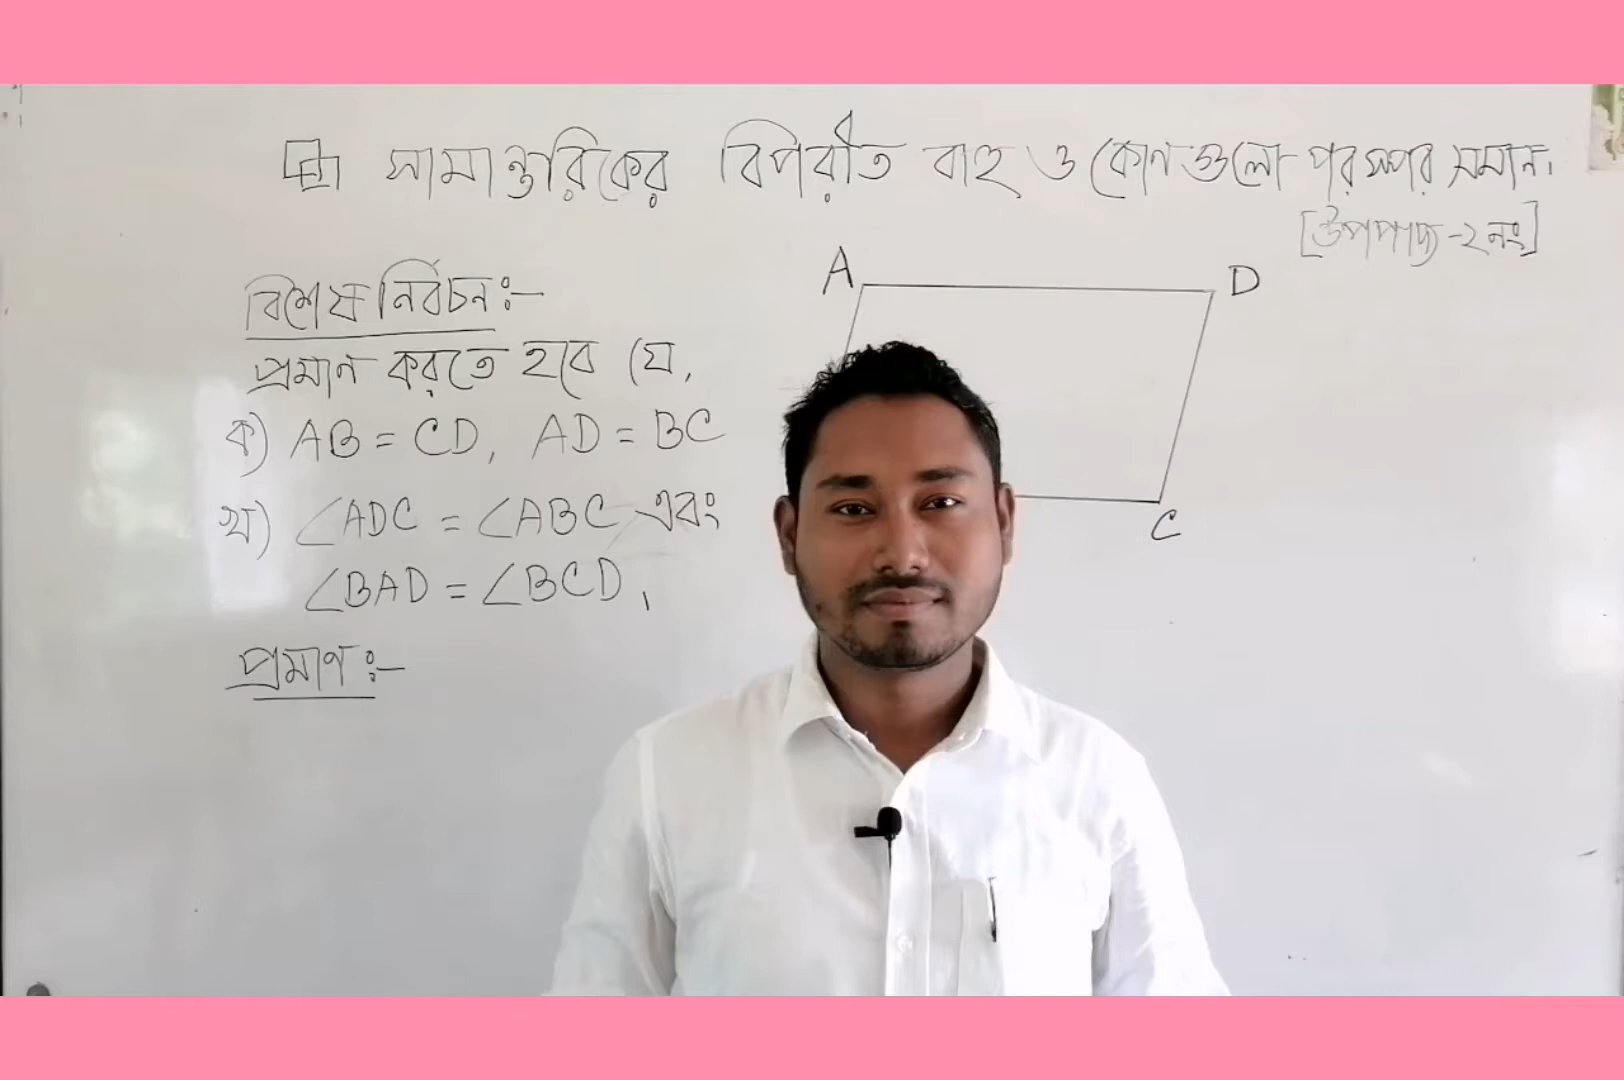 সামান্তরিকের বিপরীত বাহু ও কোণগুলো পরস্পর সমান।
[উপপাদ্য-২নং]
A D
বিশেষ নির্বচন ঃ-
প্রমাণ করতে হবে যে,
ক) AB = CD, AD = BC
খ) ∠ADC = ∠ABC এবং
∠BAD = ∠BCD,
C
প্রমাণ ঃ-